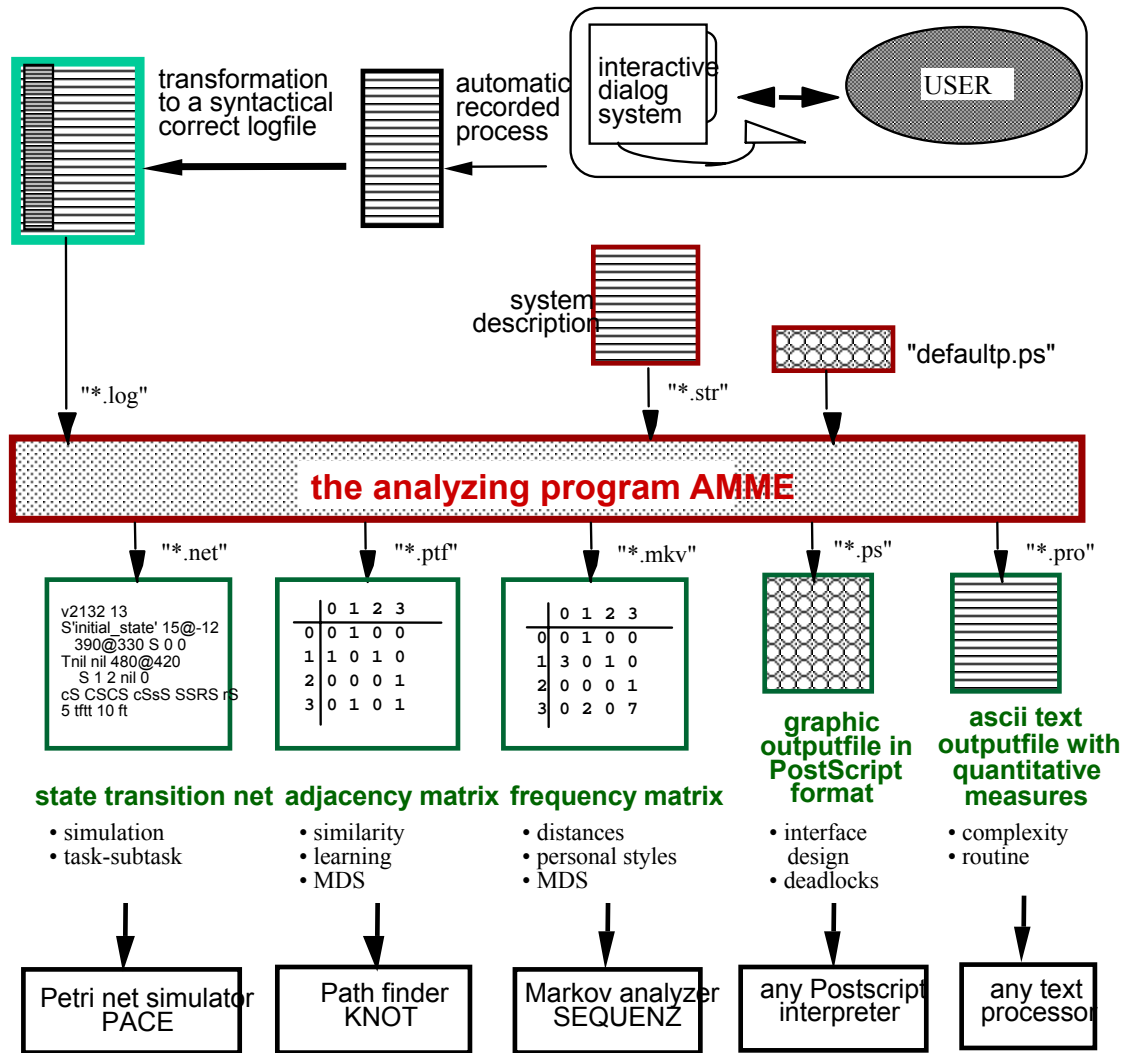 transformation
to a syntactical
correct logfile
automatic
recorded
process
interactive
dialog
system
USER
system
description
"defaultp.ps"
"*.log"
"*.str"
the analyzing program AMME
"*.net"
"*.ptf"
"*.mkv"
"*.ps"
"*.pro"
v2132 13
S'initial_state' 15@-12
390@330 S 0 0
Tnil nil 480@420
S 1 2 nil 0
cS CSCS cSsS SSRS rS
5 tftt 10 ft
0 1 2 3
0 0 1 0 0
1 1 0 1 0
2 0 0 0 1
3 0 1 0 1
0 1 2 3
0 0 1 0 0
1 3 0 1 0
2 0 0 0 1
3 0 2 0 7
state transition net
• simulation
• task-subtask
adjacency matrix
• similarity
• learning
• MDS
frequency matrix
• distances
• personal styles
• MDS
graphic
outputfile in
PostScript
format
• interface
design
• deadlocks
ascii text
outputfile with
quantitative
measures
• complexity
• routine
Petri net simulator
PACE
Path finder
KNOT
Markov analyzer
SEQUENZ
any Postscript
interpreter
any text
processor